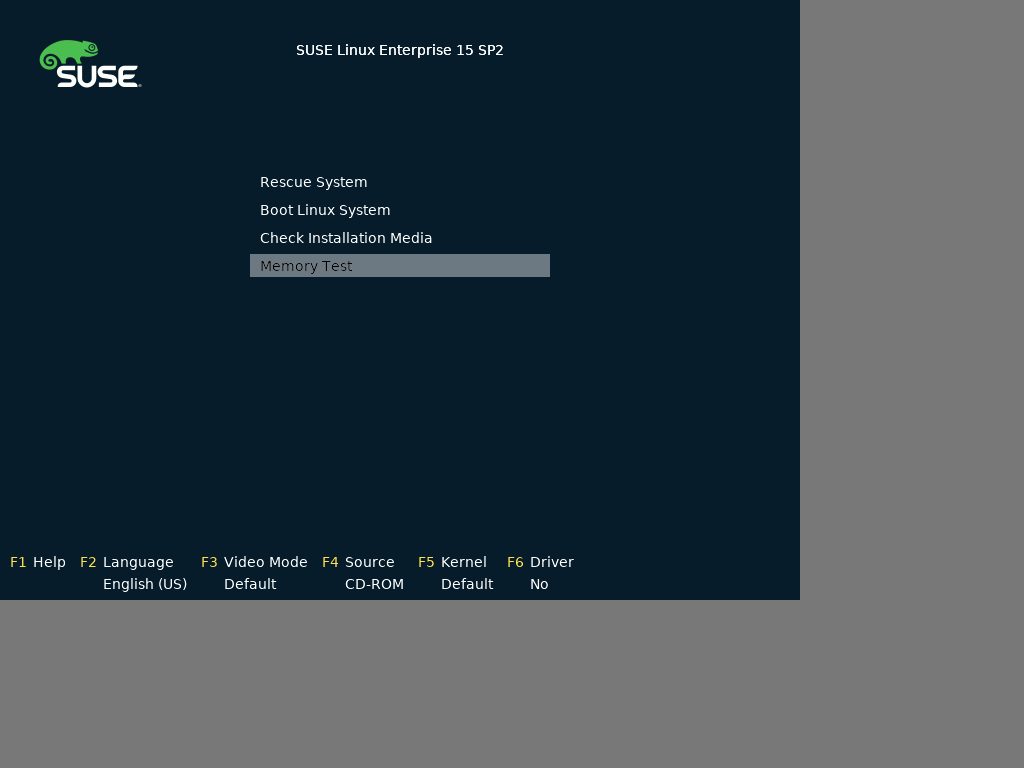 SUSE
SUSE Linux Enterprise 15 SP2
Rescue System
Boot Linux System
Check Installation Media
Memory Test
F1 Help F2 Language F3 Video Mode F4 Source F5 Kernel F6 Driver
English (US) Default CD-ROM Default No